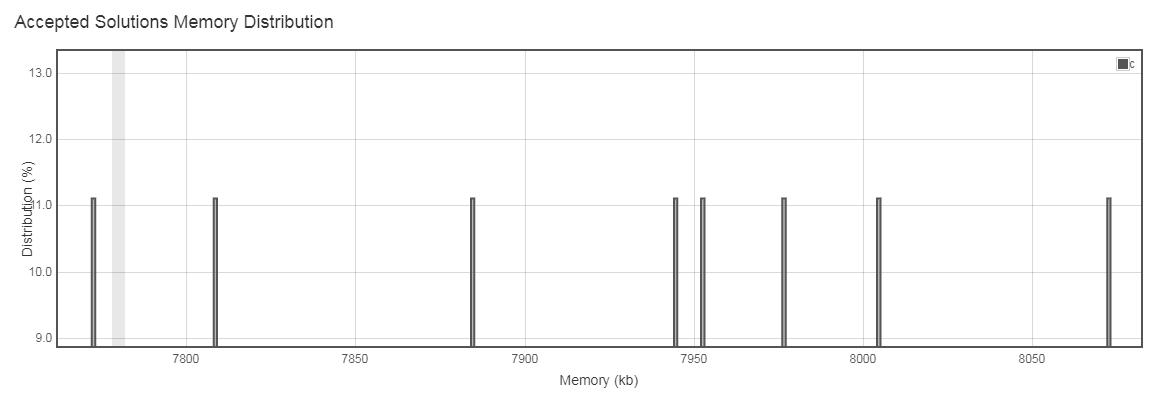 Accepted Solutions Memory Distribution
c
13.0
12.0
11.0
10.0
9.0
Distribution (%)
7800 7850 7900 7950 8000 8050
Memory (kb)